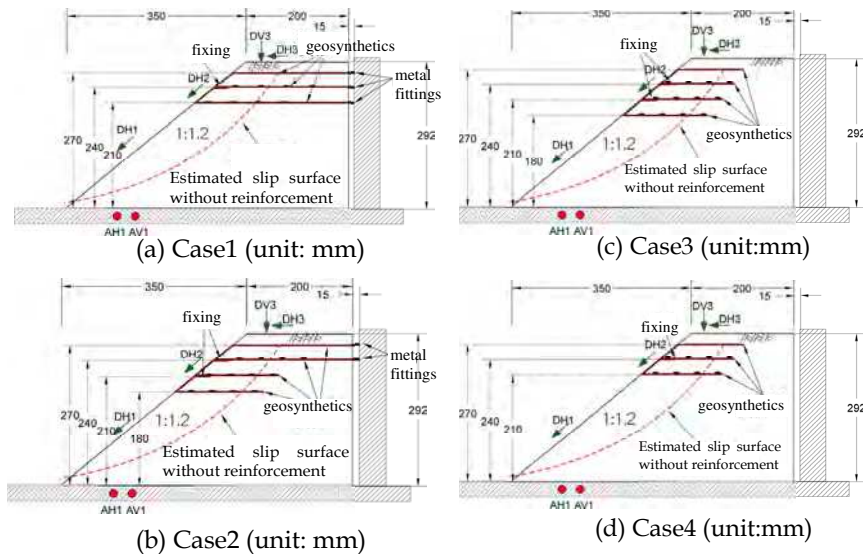 350
200
15
DV3
DH3
fixing
geosynthetics
DH2
metal
fittings
DH1
1:1.2
270
240
210
292
Estimated slip surface
without reinforcement
AH1 AV1
(a) Case1 (unit: mm)
350
200
15
DV3
DH3
fixing
DH2
DH1
1:1.2
geosynthetics
270
240
210
180
292
Estimated slip surface
without reinforcement
AH1 AV1
(c) Case3 (unit:mm)
350
200
15
DV3
DH3
fixing
DH2
metal
fittings
geosynthetics
DH1
1:1.2
270
240
210
180
292
Estimated slip surface
without reinforcement
AH1 AV1
(b) Case2 (unit: mm)
350
200
15
DV3
DH3
fixing
DH2
DH1
1:1.2
geosynthetics
270
240
210
292
Estimated slip surface
without reinforcement
AH1 AV1
(d) Case4 (unit:mm)